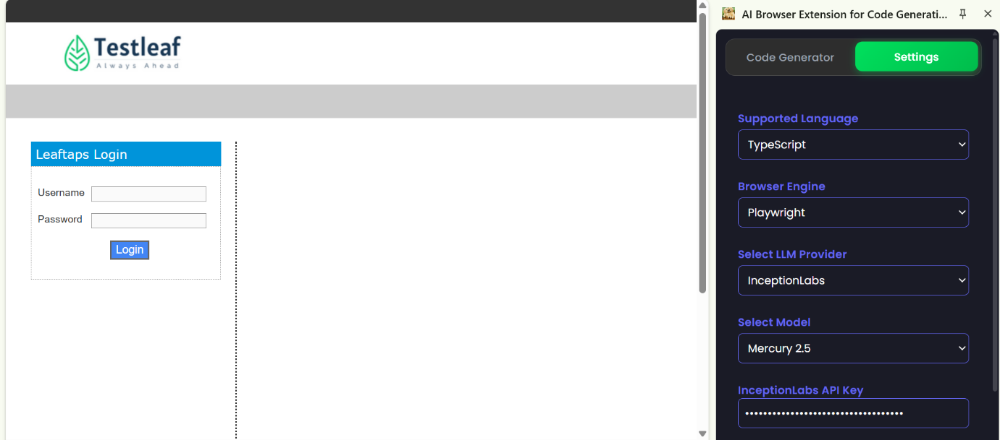 Testleaf
Always Ahead
Leaftaps Login
Username
Password
Login
AI Browser Extension for Code Generati...
Code Generator
Settings
Supported Language
TypeScript
Browser Engine
Playwright
Select LLM Provider
InceptionLabs
Select Model
Mercury 2.5
InceptionLabs API Key
•••••••••••••••••••••••••••••••••••